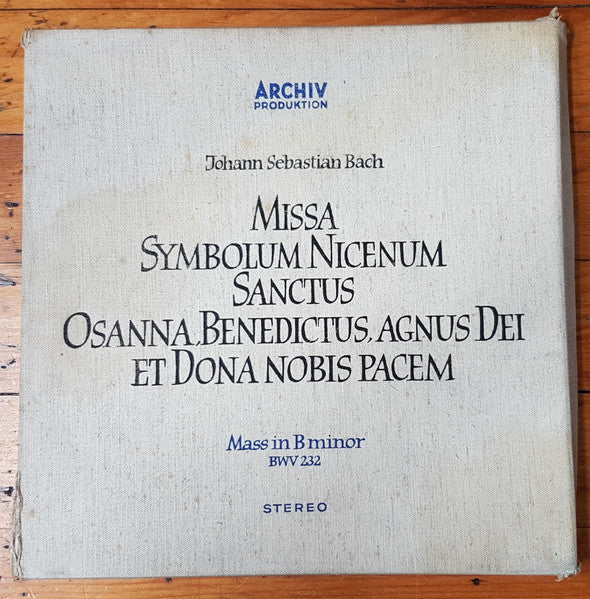 ARCHIV
PRODUKTION
Johann Sebastian Bach
MISSA
SYMBOLUM NICENUM
SANCTUS
OSANNA, BENEDICTUS, AGNUS DEI
ET DONA NOBIS PACEM
Mass in B minor
BWV 232
STEREO